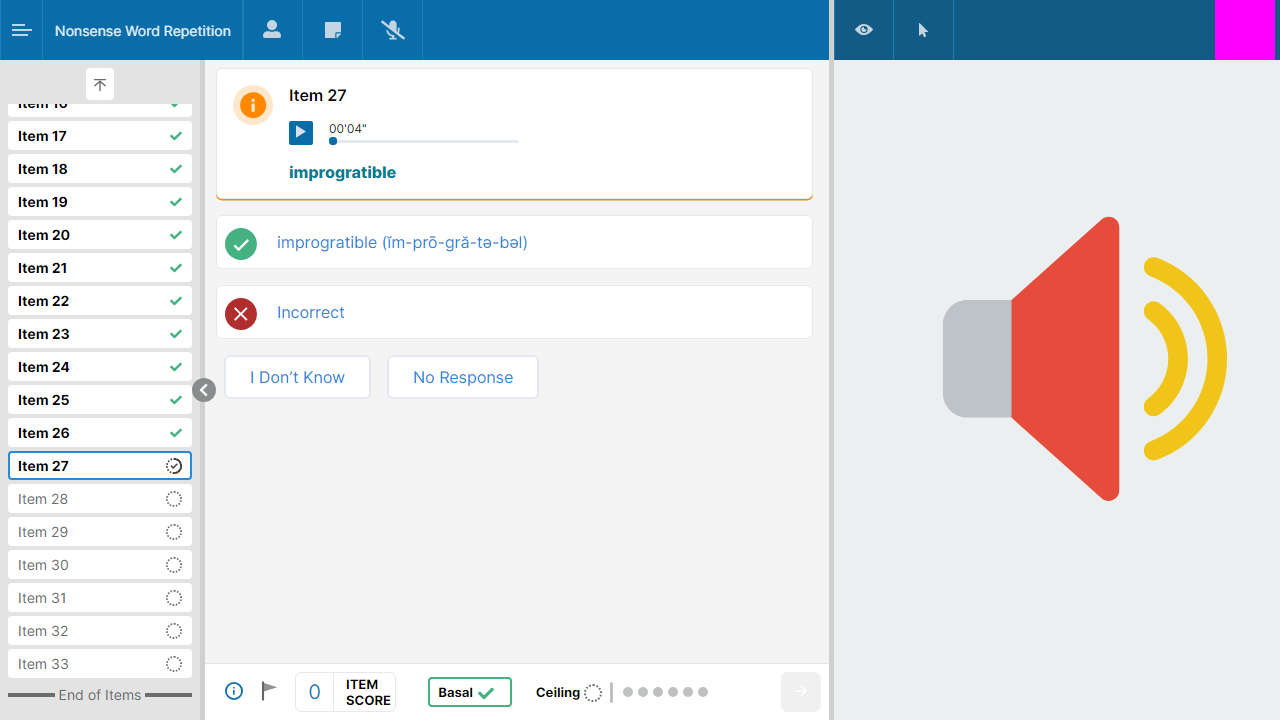 Nonsense Word Repetition
Item 16
Item 17
Item 18
Item 19
Item 20
Item 21
Item 22
Item 23
Item 24
Item 25
Item 26
Item 27
Item 28
Item 29
Item 30
Item 31
Item 32
Item 33
End of Items
Item 27
00'04"
improgratible
improgratible (ĭm-prō-gră-tə-bəl)
Incorrect
I Don’t Know
No Response
0
ITEM
SCORE
Basal
Ceiling